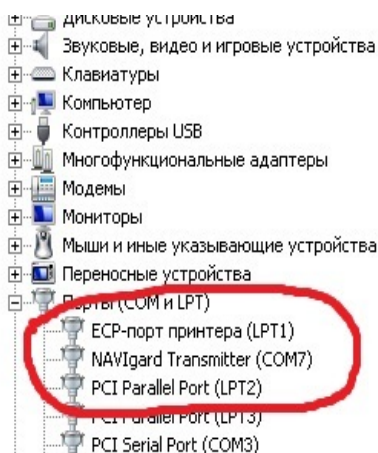 Дисковые устройства
Звуковые, видео и игровые устройства
Клавиатуры
Компьютер
Контроллеры USB
Многофункциональные адаптеры
Модемы
Мониторы
Мыши и иные указывающие устройства
Переносные устройства
Порты (COM и LPT)
ECP-порт принтера (LPT1)
NAVIgard Transmitter (COM7)
PCI Parallel Port (LPT2)
PCI Parallel Port (LPT3)
PCI Serial Port (COM3)